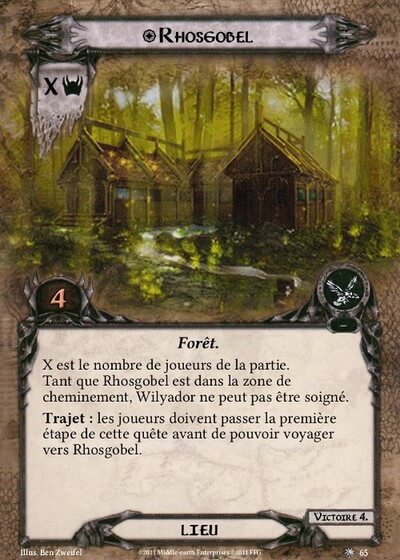 Rhosgobel
X
4
Forêt.
X est le nombre de joueurs de la partie.
Tant que Rhosgobel est dans la zone de
cheminement, Wilyador ne peut pas être soigné.
Trajet : les joueurs doivent passer la première
étape de cette quête avant de pouvoir voyager
vers Rhosgobel.
Victoire 4.
LIEU
Illus. Ben Zweifel
©2011 Middle-earth Enterprises ©2011 FFG
65